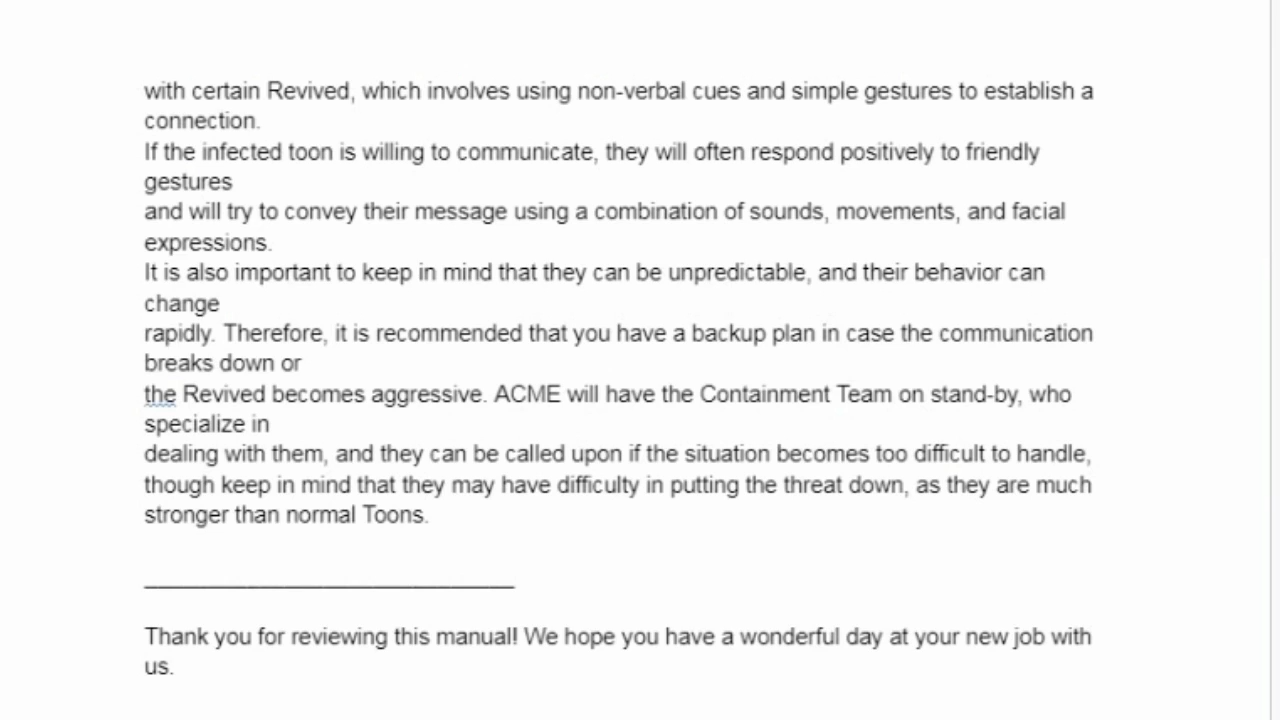 with certain Revived, which involves using non-verbal cues and simple gestures to establish a
connection.
If the infected toon is willing to communicate, they will often respond positively to friendly
gestures
and will try to convey their message using a combination of sounds, movements, and facial
expressions.
It is also important to keep in mind that they can be unpredictable, and their behavior can
change
rapidly. Therefore, it is recommended that you have a backup plan in case the communication
breaks down or
the Revived becomes aggressive. ACME will have the Containment Team on stand-by, who
specialize in
dealing with them, and they can be called upon if the situation becomes too difficult to handle,
though keep in mind that they may have difficulty in putting the threat down, as they are much
stronger than normal Toons.
Thank you for reviewing this manual! We hope you have a wonderful day at your new job with
us.